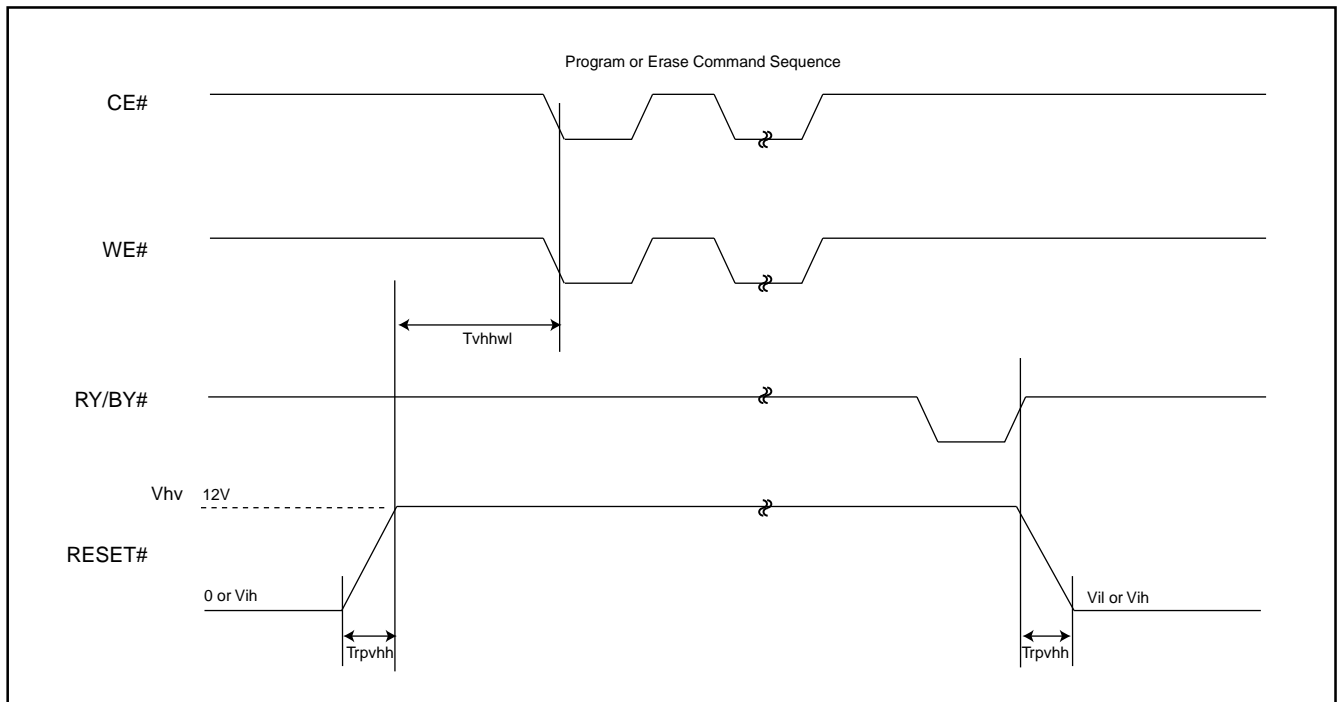 Program or Erase Command Sequence
CE#
WE#
Tvhhwl
RY/BY#
Vhv 12V
RESET#
0 or Vih
Vil or Vih
Trpvhh
Trpvhh